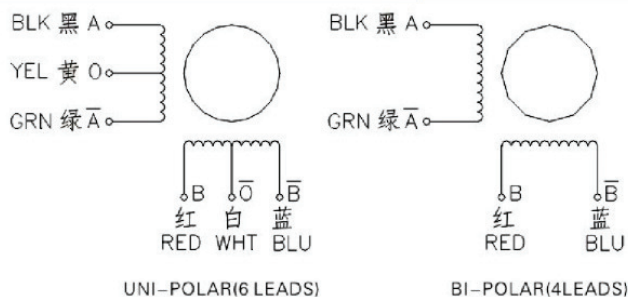 BLK 黑 A
YEL 黄 O
GRN 绿 A̅
B O̅ B̅
红 白 蓝
RED WHT BLU
UNI-POLAR(6 LEADS)
BLK 黑 A
GRN 绿 A̅
B B̅
红 蓝
RED BLU
BI-POLAR(4LEADS)